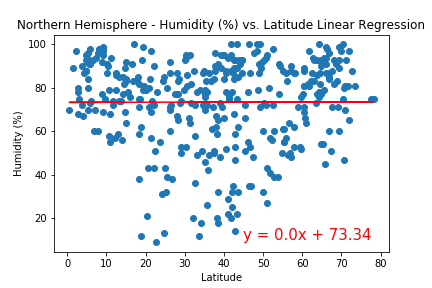 Northern Hemisphere - Humidity (%) vs. Latitude Linear Regression
Humidity (%)
100
80
60
40
20
y = 0.0x + 73.34
0 10 20 30 40 50 60 70 80
Latitude